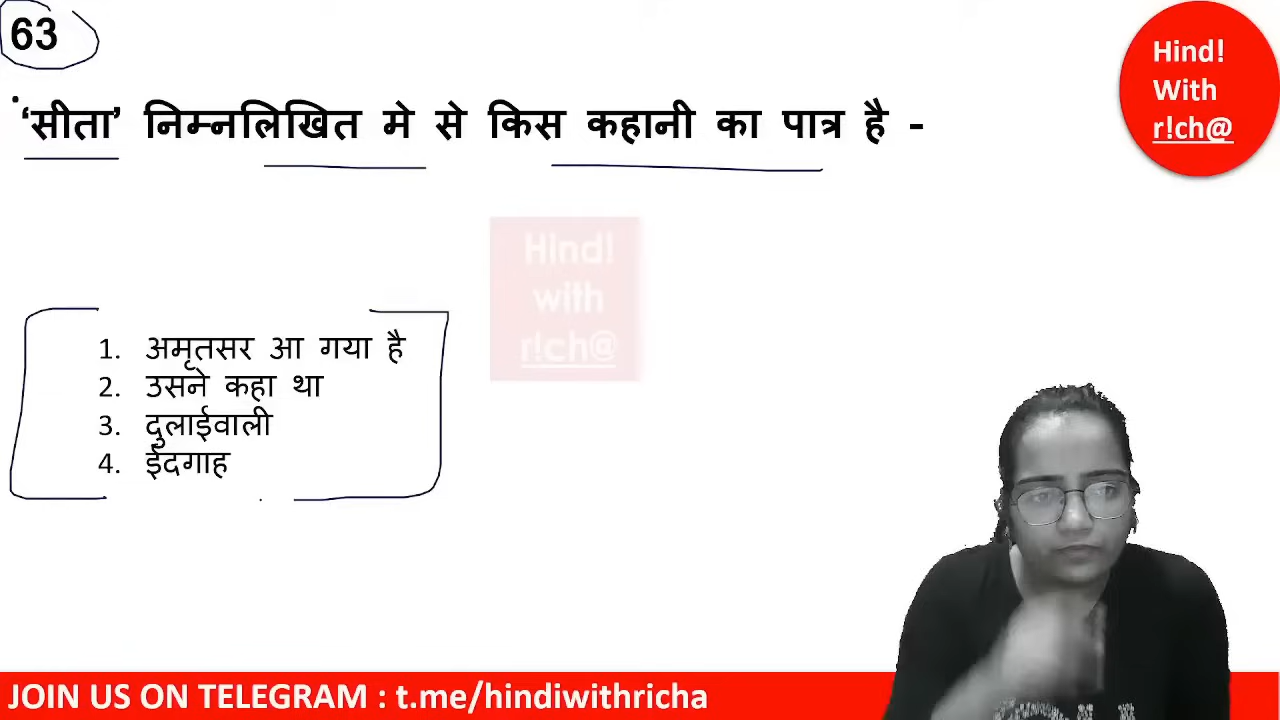 63
Hind!
With
r!ch@
‘सीता’ निम्नलिखित मे से किस कहानी का पात्र है -
Hind!
with
r!ch@
1. अमृतसर आ गया है
2. उसने कहा था
3. दुलाईवाली
4. ईदगाह
JOIN US ON TELEGRAM : t.me/hindiwithricha